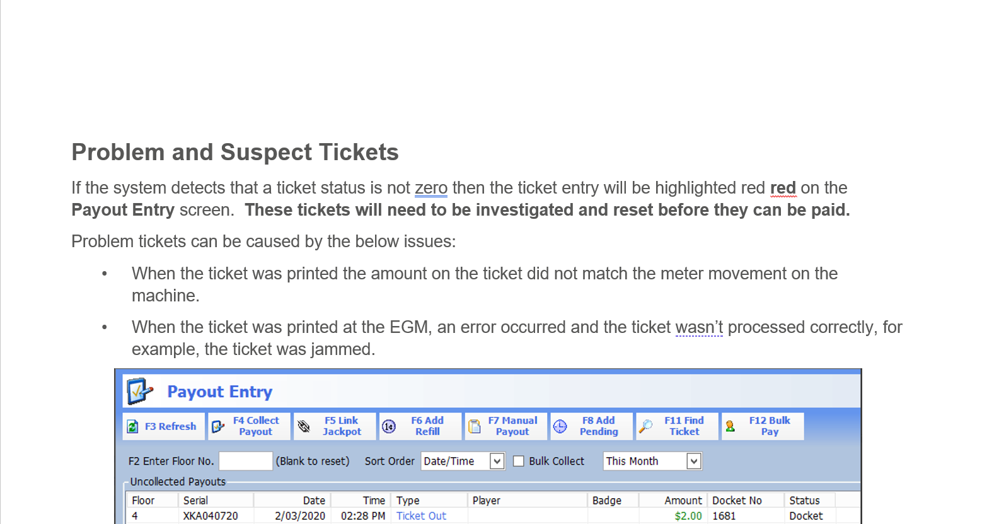 Problem and Suspect Tickets
If the system detects that a ticket status is not zero then the ticket entry will be highlighted red red on the
Payout Entry screen.  These tickets will need to be investigated and reset before they can be paid.
Problem tickets can be caused by the below issues:
• When the ticket was printed the amount on the ticket did not match the meter movement on the
machine.
• When the ticket was printed at the EGM, an error occurred and the ticket wasn’t processed correctly, for
example, the ticket was jammed.
Payout Entry
F3 Refresh F4 Collect Payout F5 Link Jackpot F6 Add Refill F7 Manual Payout F8 Add Pending F11 Find Ticket F12 Bulk Pay
F2 Enter Floor No. (Blank to reset) Sort Order Date/Time Bulk Collect This Month
Uncollected Payouts
Floor Serial Date Time Type Player Badge Amount Docket No Status
4 XKA040720 2/03/2020 02:28 PM Ticket Out $2.00 1681 Docket